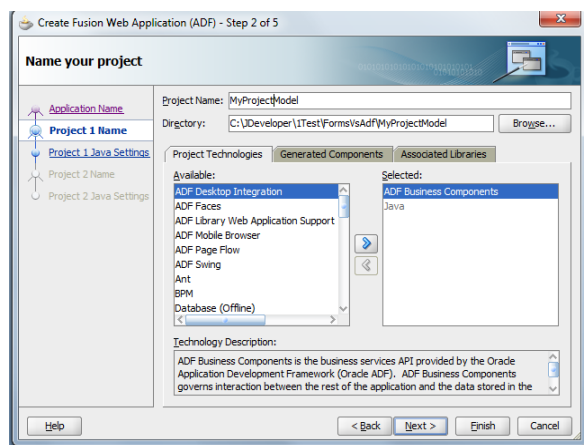 Create Fusion Web Application (ADF) - Step 2 of 5
Name your project
Application Name
Project 1 Name
Project 1 Java Settings
Project 2 Name
Project 2 Java Settings
Project Name: MyProjectModel
Directory: C:\JDeveloper\1Test\FormsVsAdf\MyProjectModel Browse...
Project Technologies Generated Components Associated Libraries
Available: Selected:
ADF Desktop Integration ADF Business Components
ADF Faces Java
ADF Library Web Application Support
ADF Mobile Browser
ADF Page Flow
ADF Swing
Ant
BPM
Database (Offline)
Technology Description:
ADF Business Components is the business services API provided by the Oracle
Application Development Framework (Oracle ADF). ADF Business Components
governs interaction between the rest of the application and the data stored in the
Help < Back Next > Finish Cancel